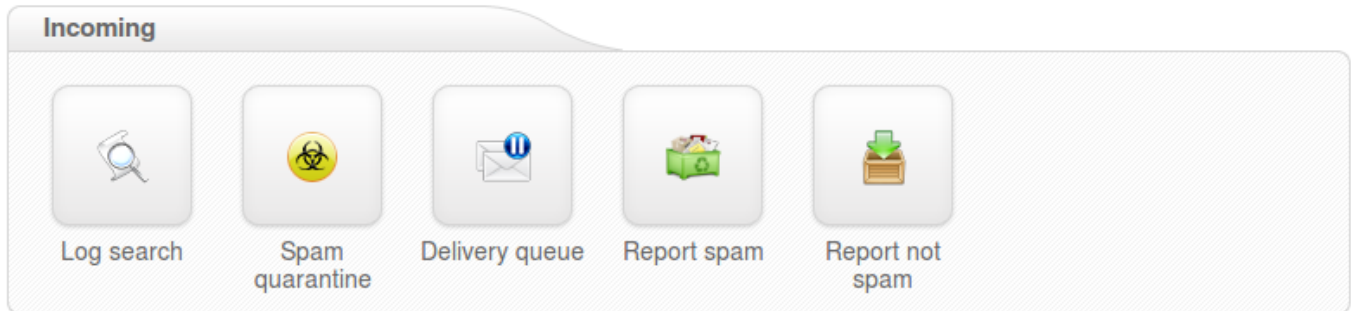 Incoming
Log search
Spam
quarantine
Delivery queue
Report spam
Report not
spam